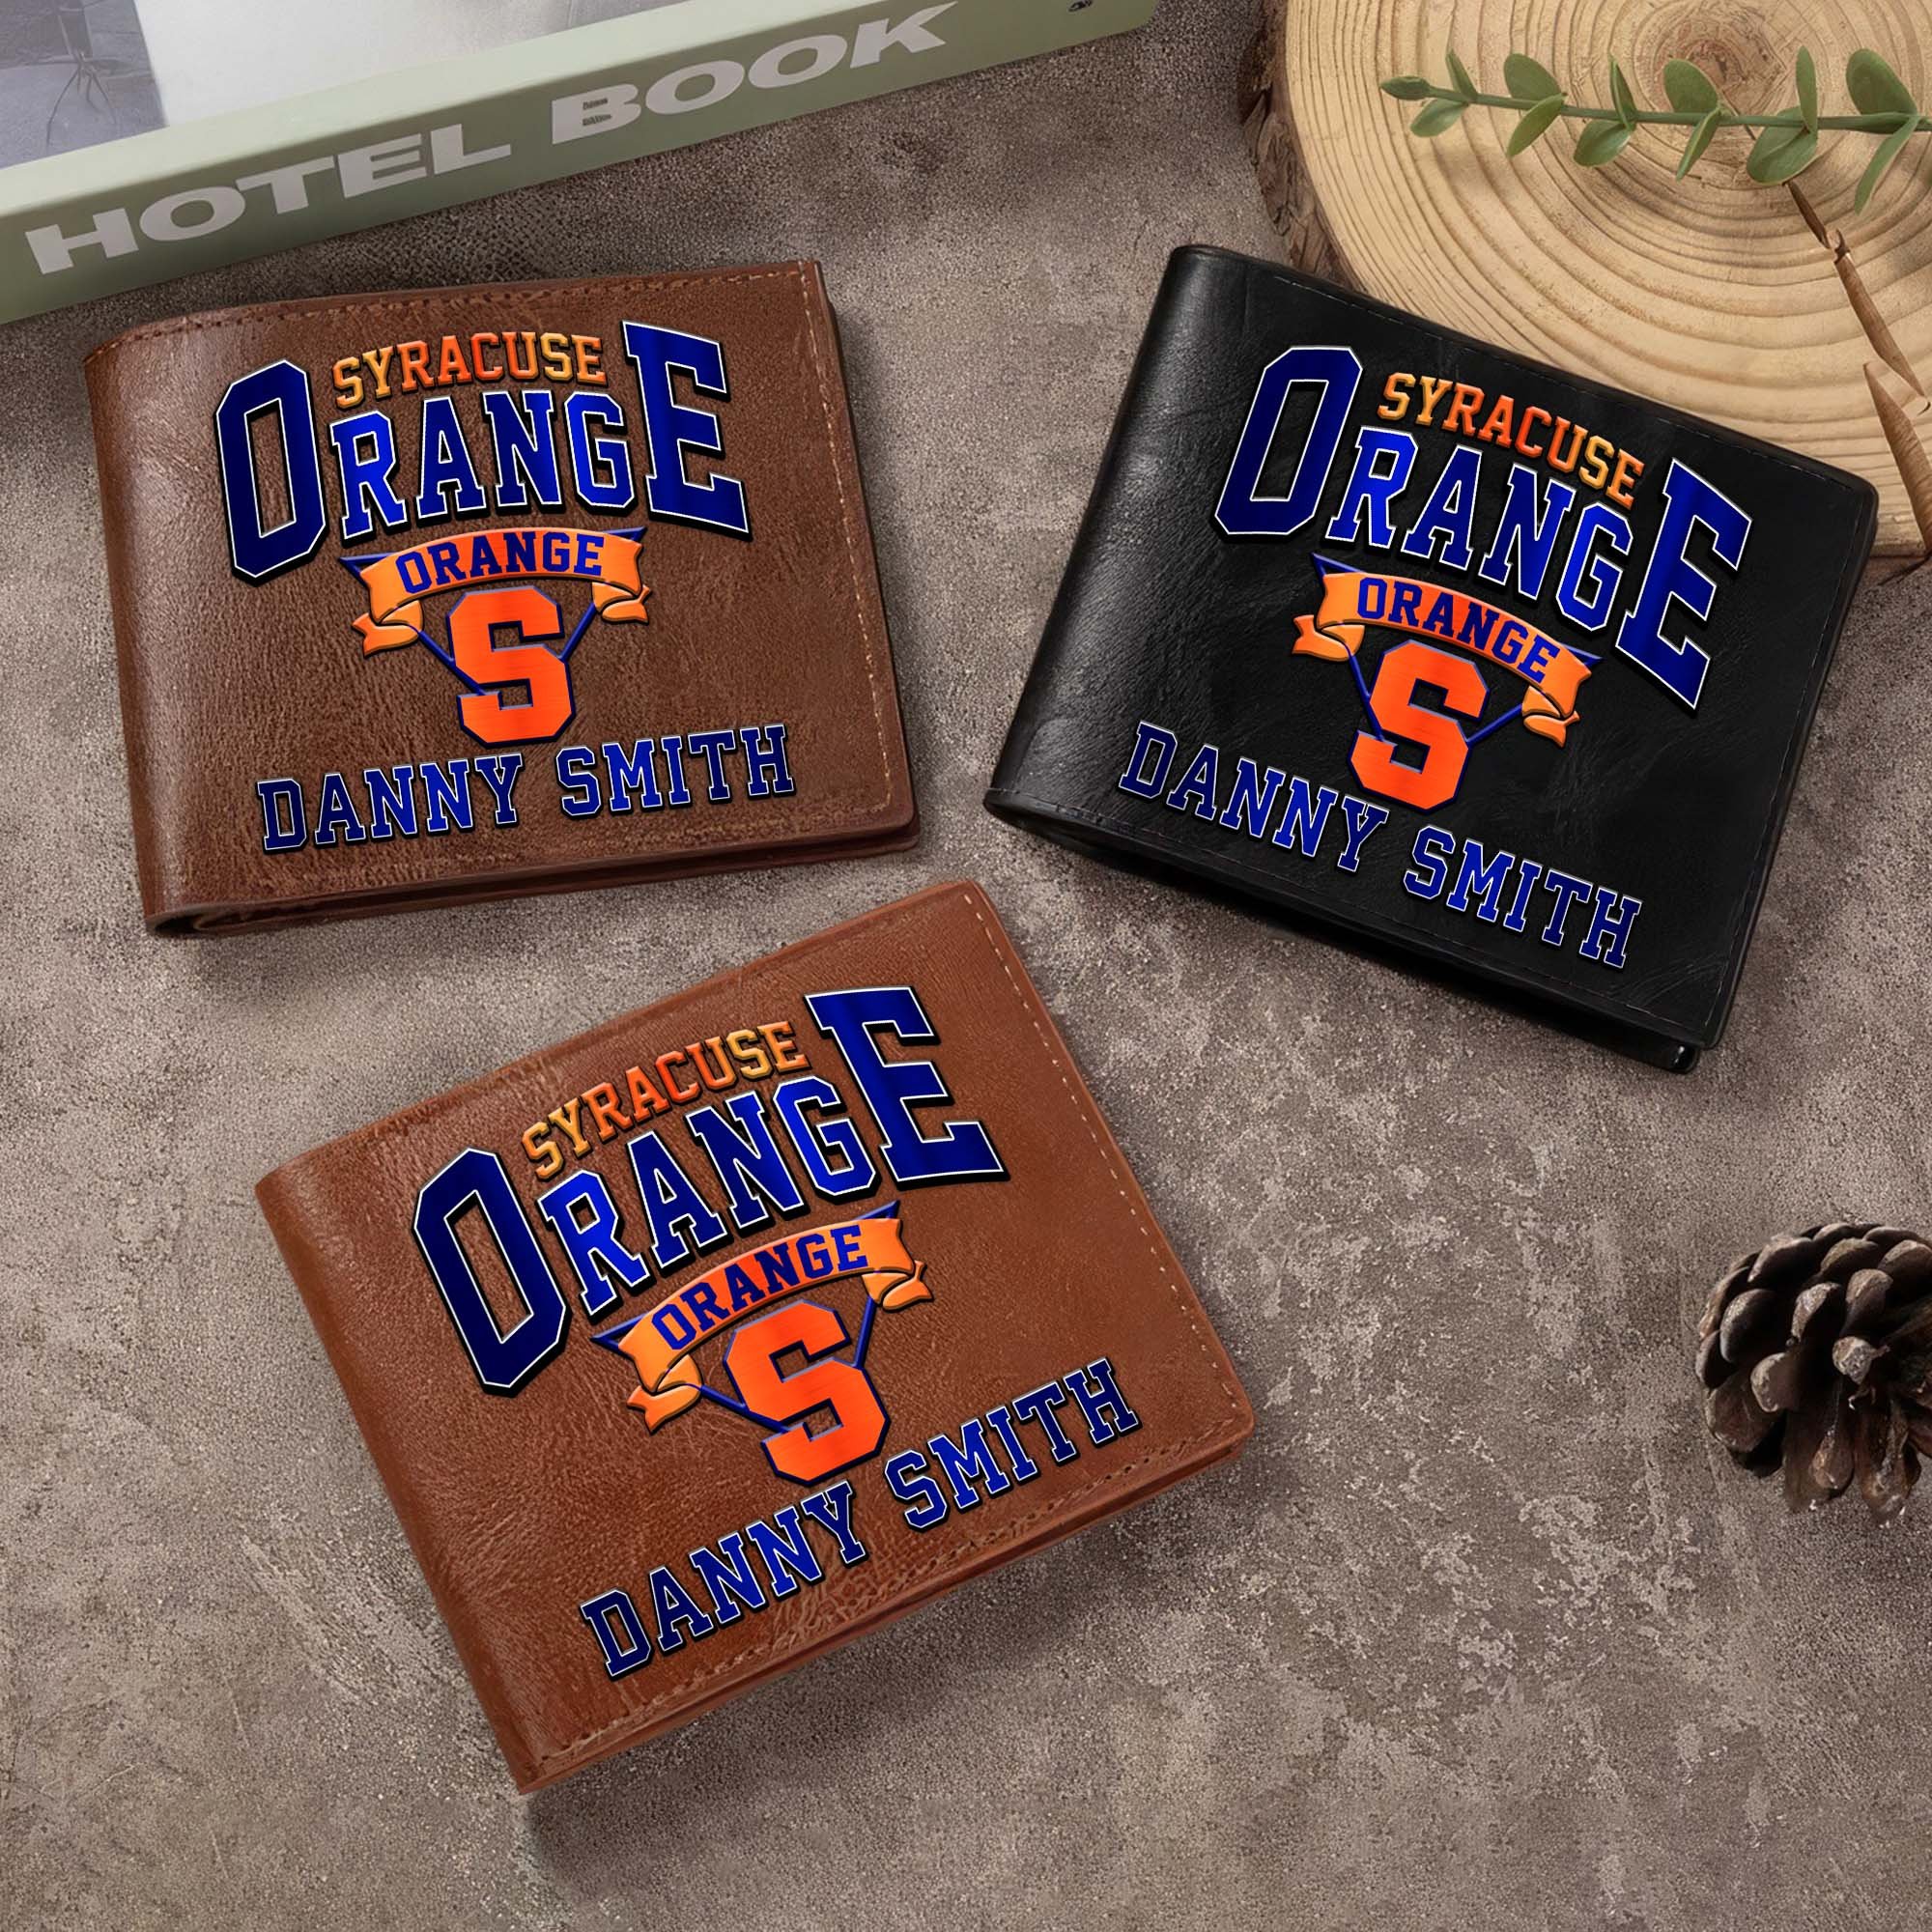 HOTEL BOOK
SYRACUSE
ORANGE
ORANGE
S
DANNY SMITH
SYRACUSE
ORANGE
ORANGE
S
DANNY SMITH
SYRACUSE
ORANGE
ORANGE
S
DANNY SMITH